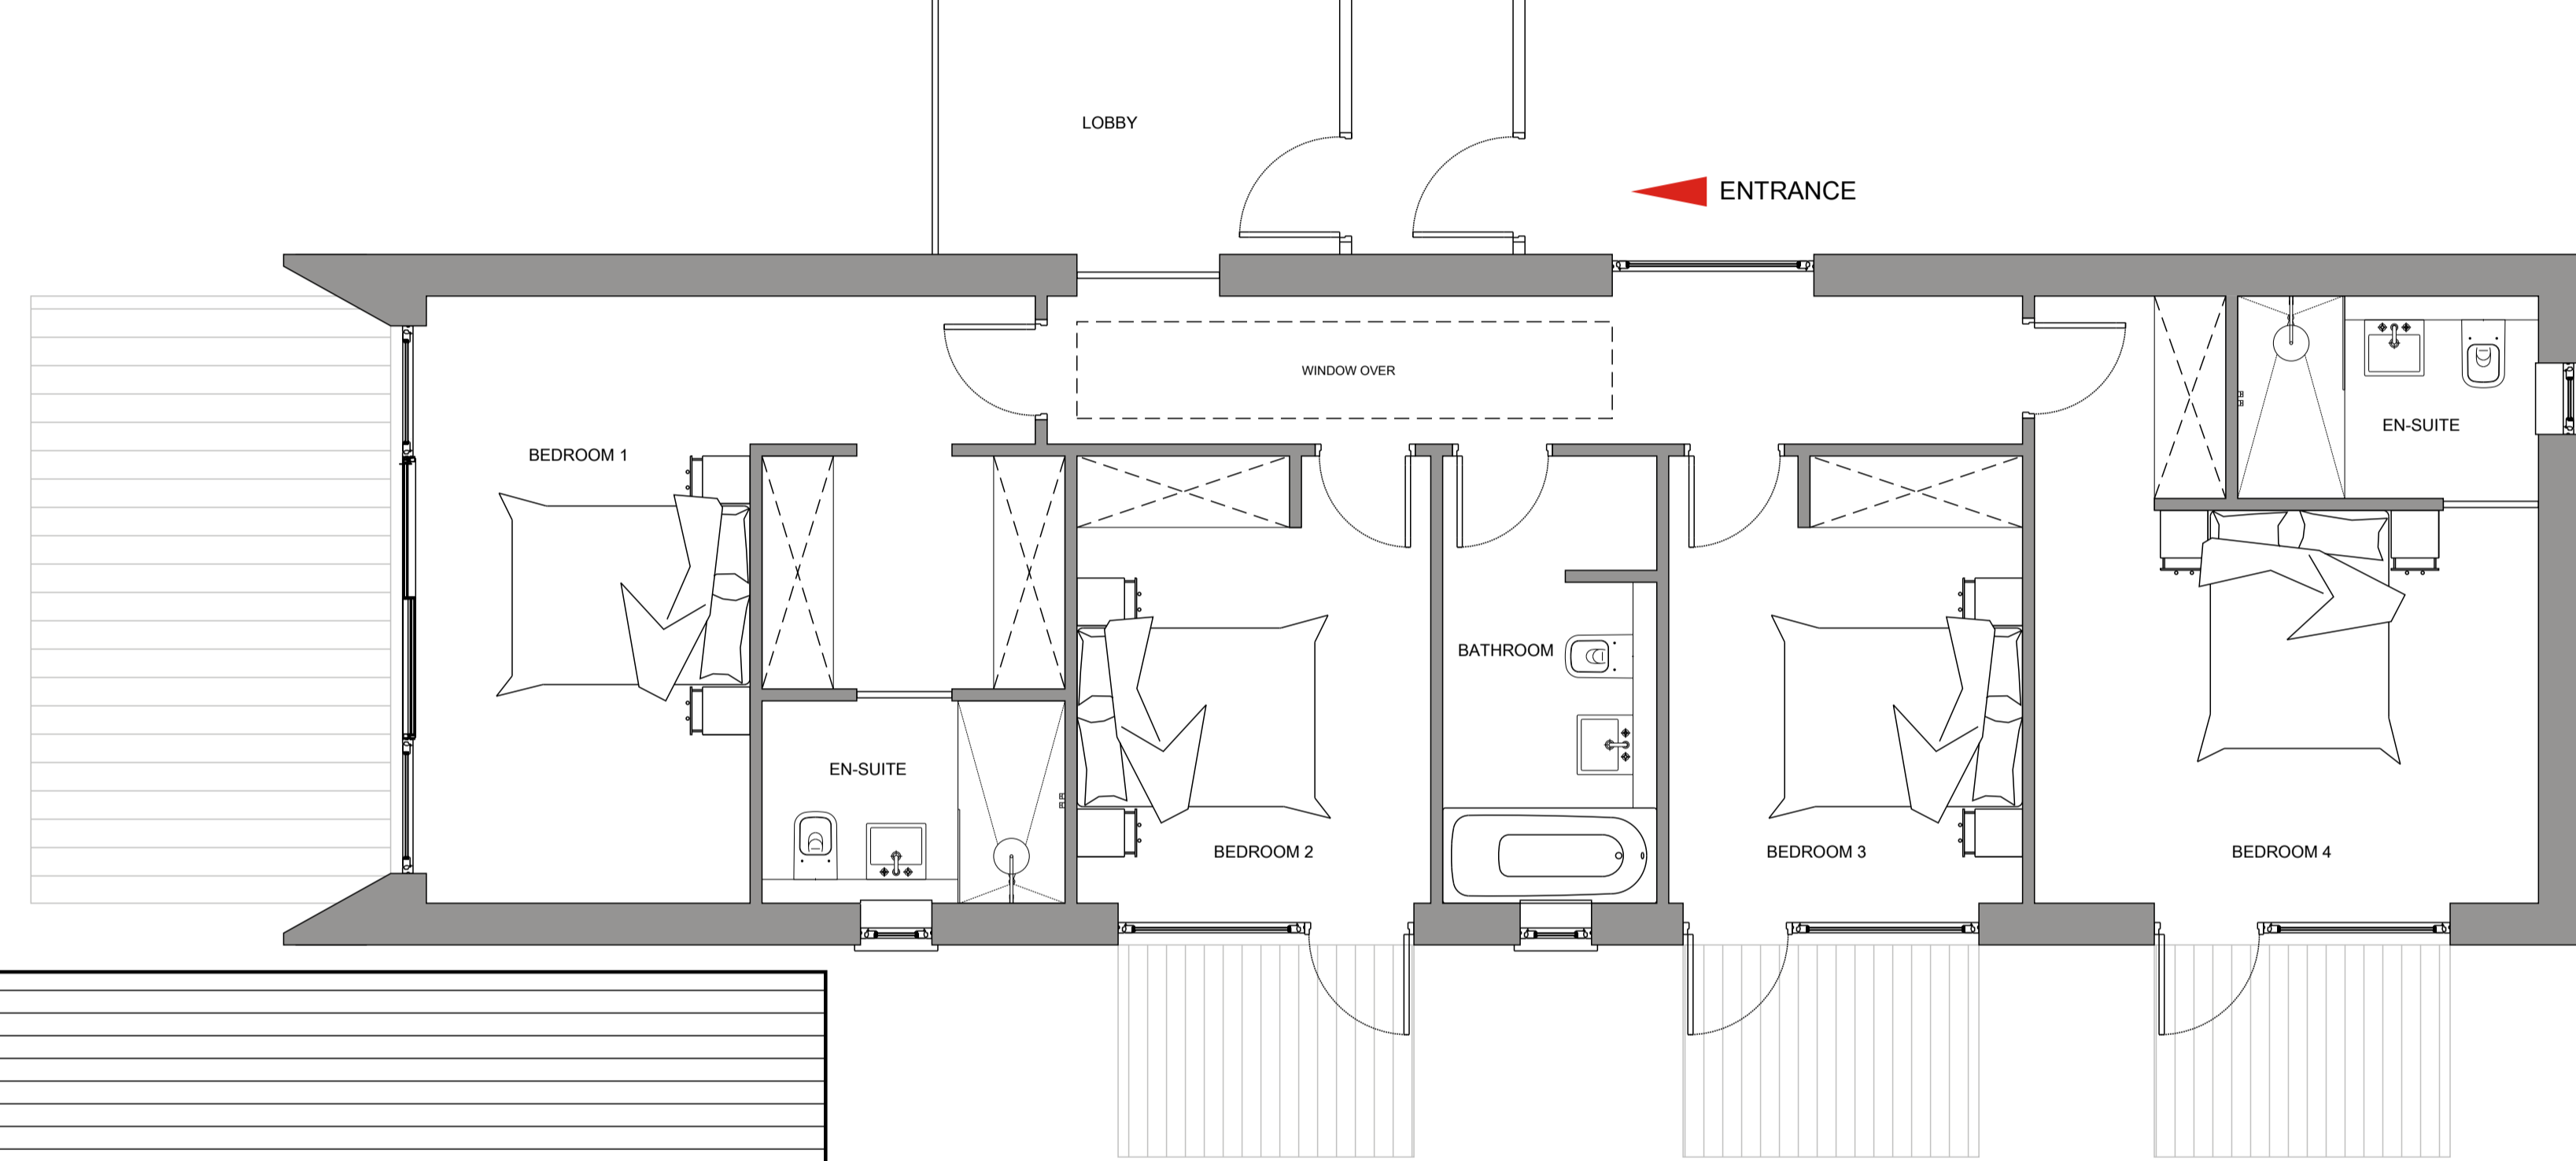 LOBBY
ENTRANCE
WINDOW OVER
BEDROOM 1
EN-SUITE
BATHROOM
EN-SUITE
BEDROOM 2
BEDROOM 3
BEDROOM 4